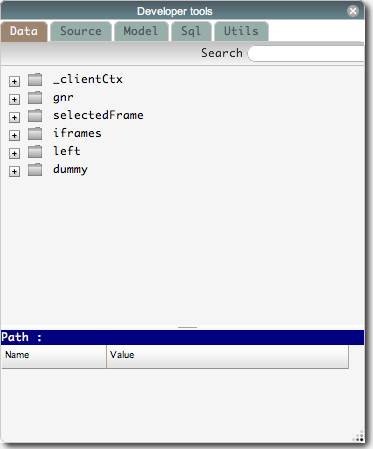 Developer tools
Data Source Model Sql Utils
Search
_clientCtx
gnr
selectedFrame
iframes
left
dummy
Path :
Name Value